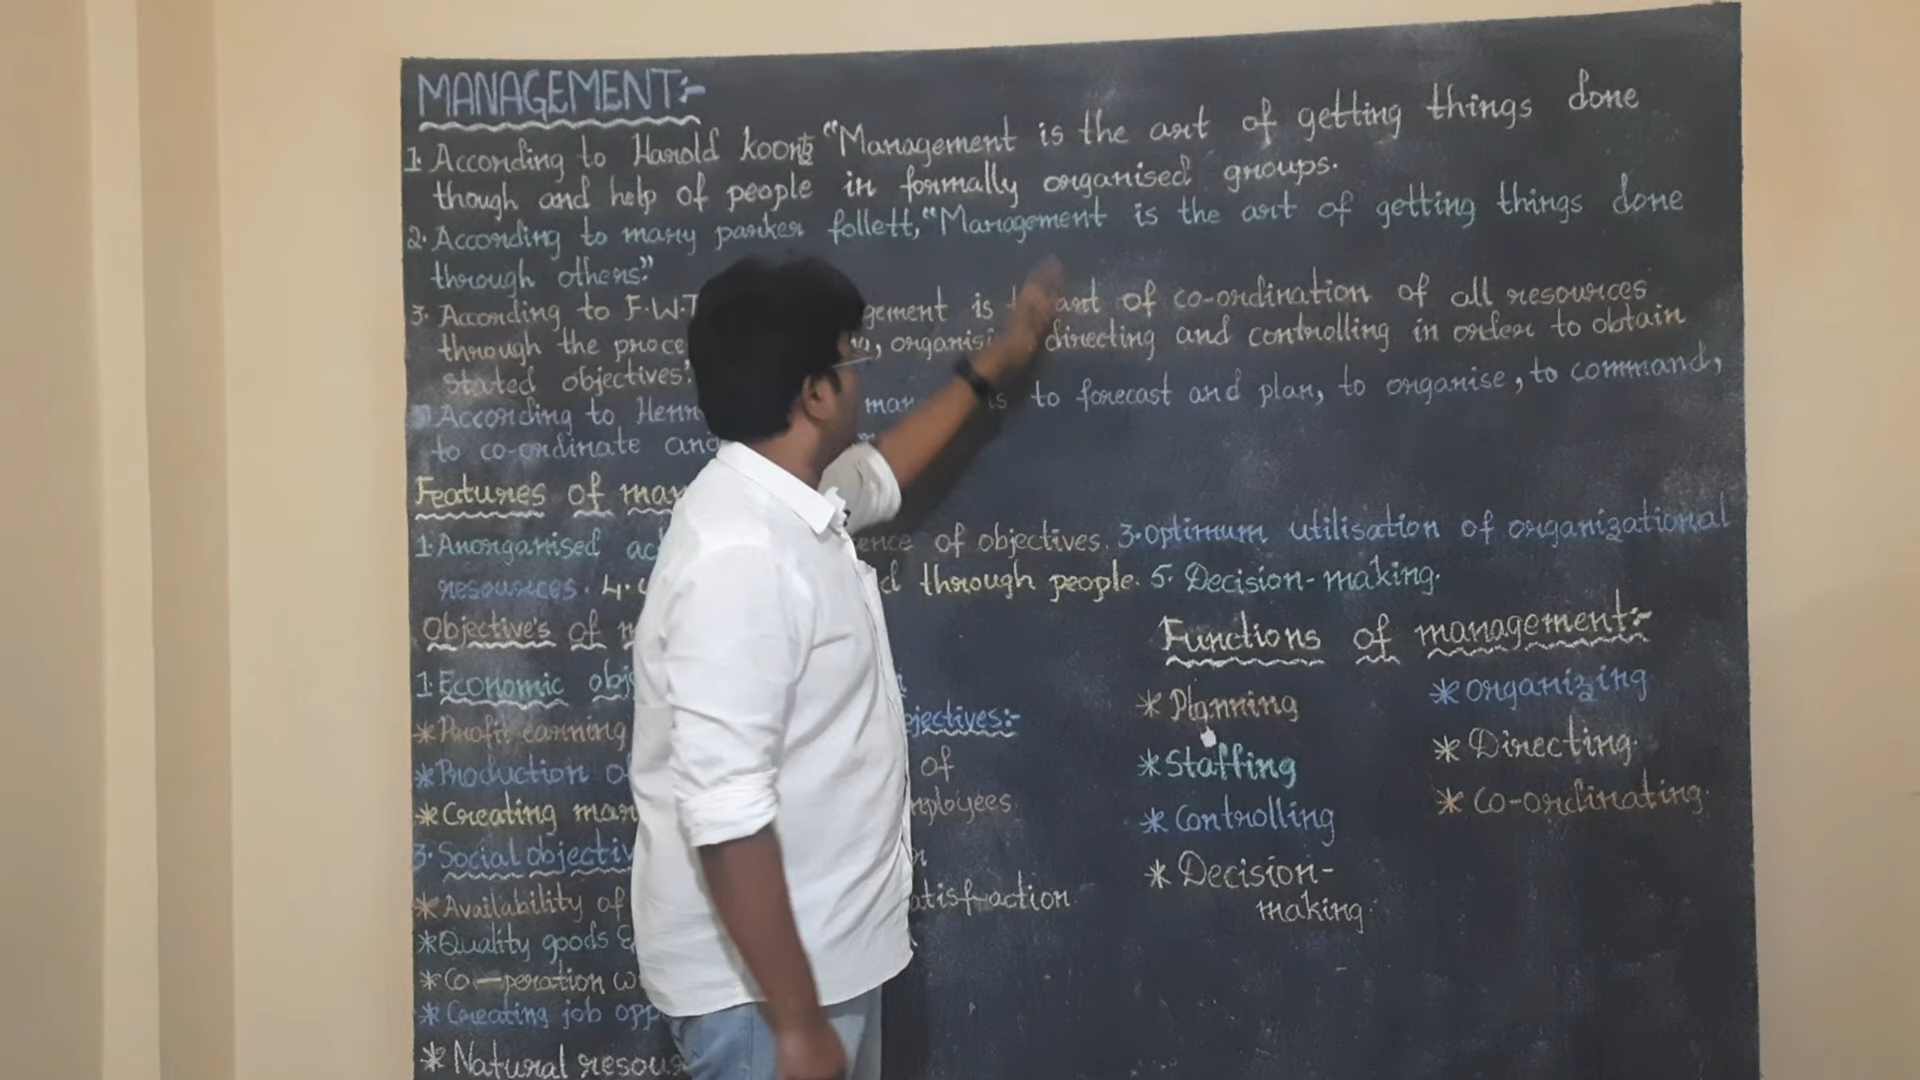 MANAGEMENT:-
1. According to Harold koontz "Management is the art of getting things done
though and help of people in formally organised groups.
2. According to mary parker follett, "Management is the art of getting things done
through others."
3. According to F.W.T gement is art of co-ordination of all resources
through the proce organisi directing and controlling in order to obtain
stated objectives."
According to Henr man is to forecast and plan, to organise, to command,
to co-ordinate and
Features of man
1. Anorganised ac ence of objectives. 3. Optimum utilisation of organizational
resources. 4. d through people. 5. Decision-making.
Objective's of m
1. Economic obj
jectives:-
* Profit earning
* Production of of
* Creating mar mployees
3. Social objectiv
* Availability of atisfraction
* Quality goods &
* Co-peration w
* Creating job opp
* Natural resou
Functions of management:-
* Planning
* Organizing
* Staffing
* Directing
* Controlling
* Co-ordinating.
* Decision-
making.